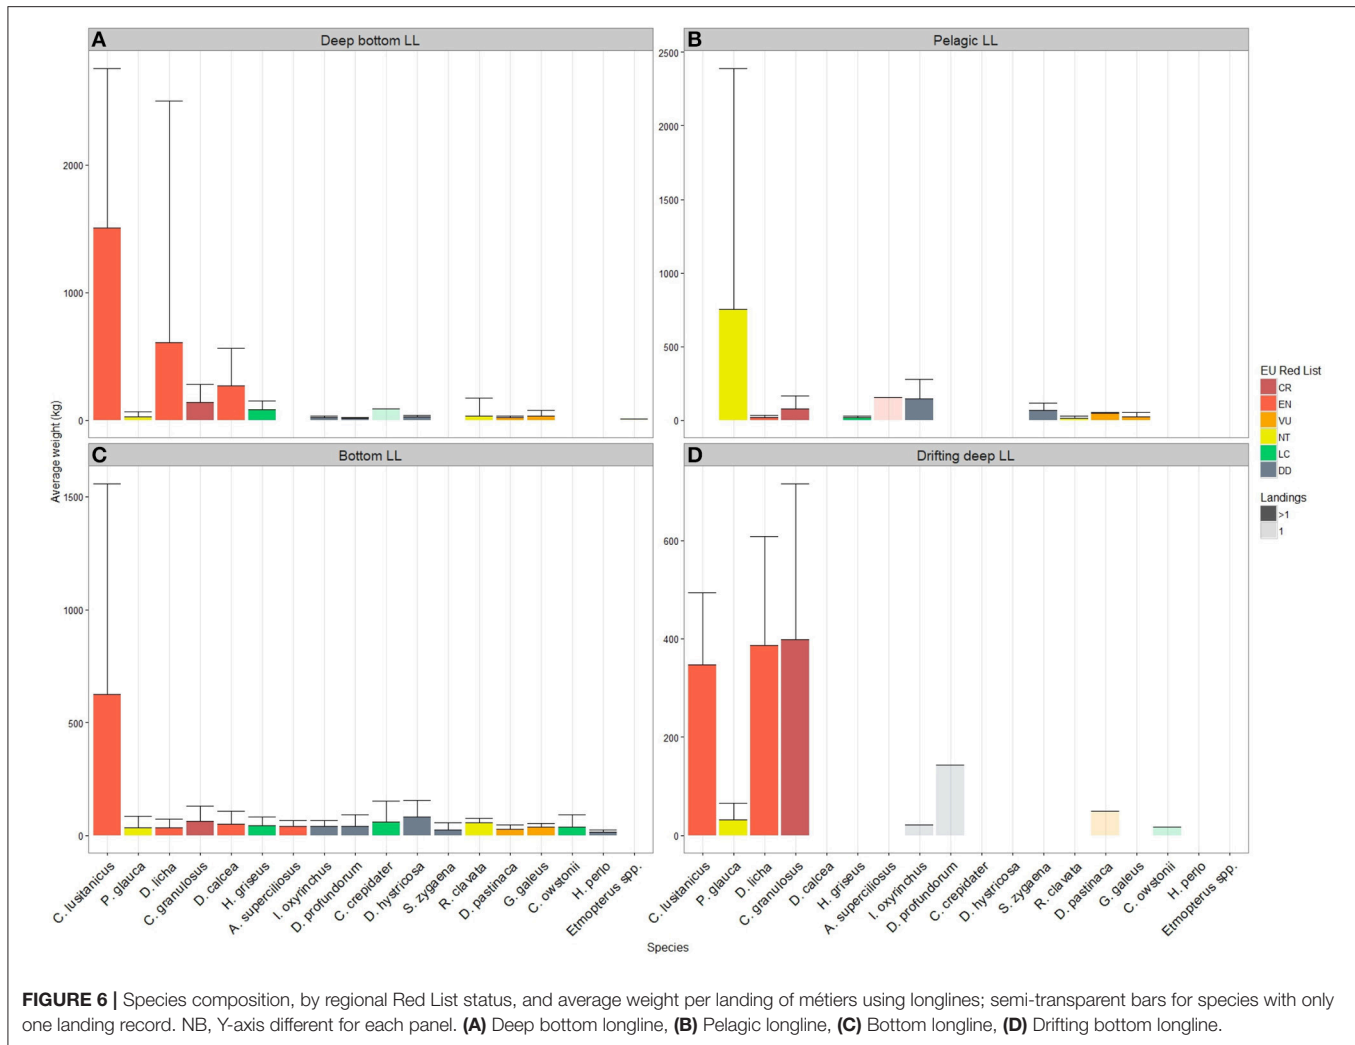 A
Deep bottom LL
B
Pelagic LL
2000
1000
0
2500
2000
1500
1000
500
0
C
Bottom LL
D
Drifting deep LL
1500
1000
500
0
600
400
200
0
Average weight (Kg)
C. lusitanicus
P. glauca
D. licha
C. granulosus
D. calcea
H. griseus
A. superciliosus
I. oxyrinchus
D. profundorum
C. crepidater
D. hystricosa
S. zygaena
R. clavata
D. pastinaca
G. galeus
C. owstonii
H. perlo
Etmopterus spp.
C. lusitanicus
P. glauca
D. licha
C. granulosus
D. calcea
H. griseus
A. superciliosus
I. oxyrinchus
D. profundorum
C. crepidater
D. hystricosa
S. zygaena
R. clavata
D. pastinaca
G. galeus
C. owstonii
H. perlo
Etmopterus spp.
Species
EU Red List
CR
EN
VU
NT
LC
DD
Landings
>1
1
FIGURE 6 | Species composition, by regional Red List status, and average weight per landing of métiers using longlines; semi-transparent bars for species with only
one landing record. NB, Y-axis different for each panel. (A) Deep bottom longline, (B) Pelagic longline, (C) Bottom longline, (D) Drifting bottom longline.